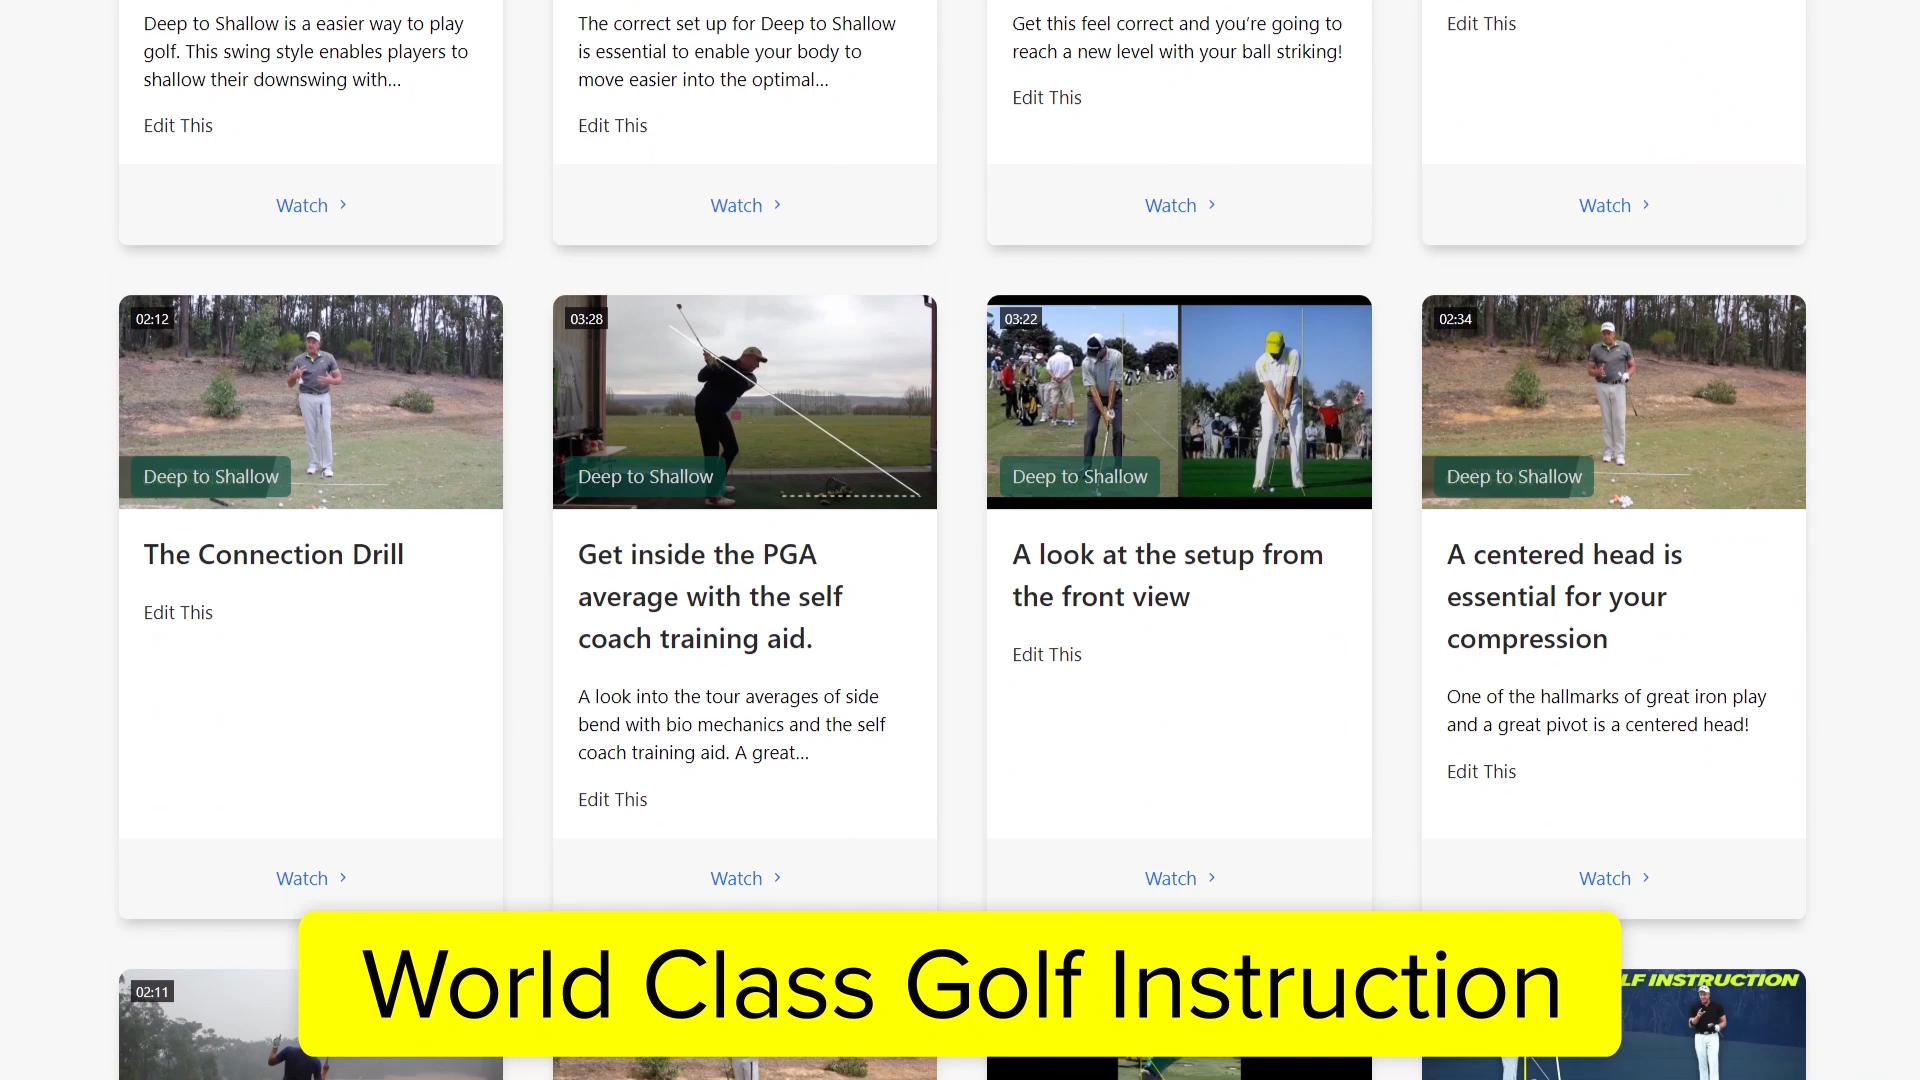 Deep to Shallow is a easier way to play
golf. This swing style enables players to
shallow their downswing with...
Edit This
Watch
The correct set up for Deep to Shallow
is essential to enable your body to
move easier into the optimal...
Edit This
Watch
Get this feel correct and you’re going to
reach a new level with your ball striking!
Edit This
Watch
Edit This
Watch
02:12
Deep to Shallow
The Connection Drill
Edit This
Watch
03:28
Deep to Shallow
Get inside the PGA
average with the self
coach training aid.
A look into the tour averages of side
bend with bio mechanics and the self
coach training aid. A great...
Edit This
Watch
03:22
Deep to Shallow
A look at the setup from
the front view
Edit This
Watch
02:34
Deep to Shallow
A centered head is
essential for your
compression
One of the hallmarks of great iron play
and a great pivot is a centered head!
Edit This
Watch
02:11
World Class Golf Instruction
LF INSTRUCTION